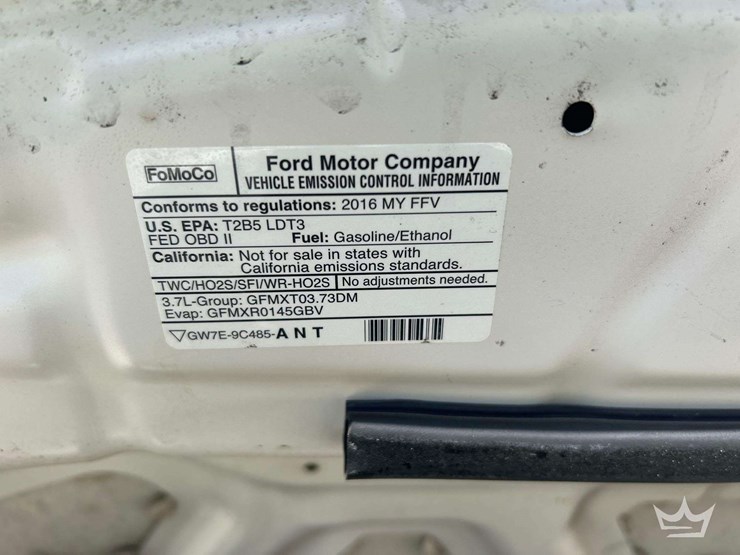 FoMoCo
Ford Motor Company
VEHICLE EMISSION CONTROL INFORMATION
Conforms to regulations: 2016 MY FFV
U.S. EPA: T2B5 LDT3
FED OBD II Fuel: Gasoline/Ethanol
California: Not for sale in states with
California emissions standards.
TWC/HO2S/SFI/WR-HO2S No adjustments needed.
3.7L-Group: GFMXT03.73DM
Evap: GFMXR0145GBV
GW7E-9C485-A N T